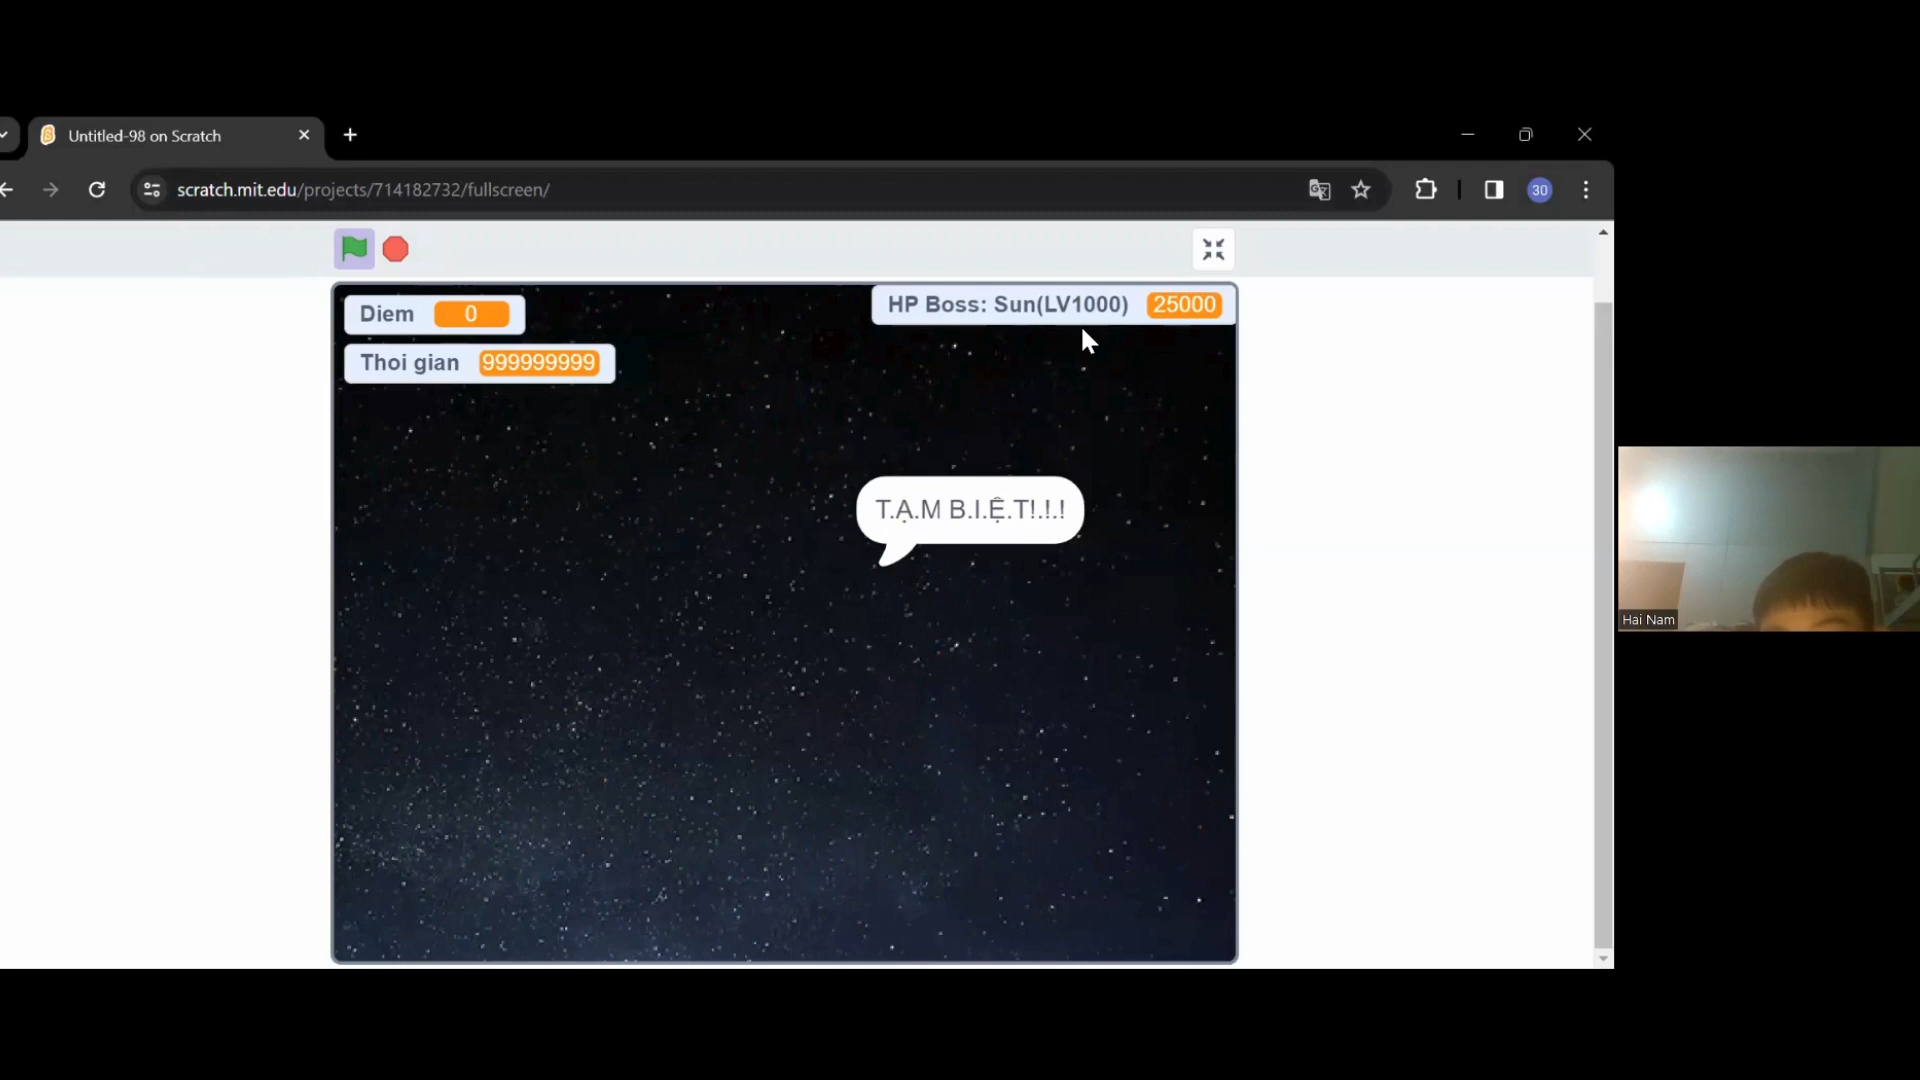 Untitled-98 on Scratch
scratch.mit.edu/projects/714182732/fullscreen/
30
Diem 0
HP Boss: Sun(LV1000) 25000
Thoi gian 999999999
T.Ạ.M B.I.Ệ.T!.!.!
Hai Nam